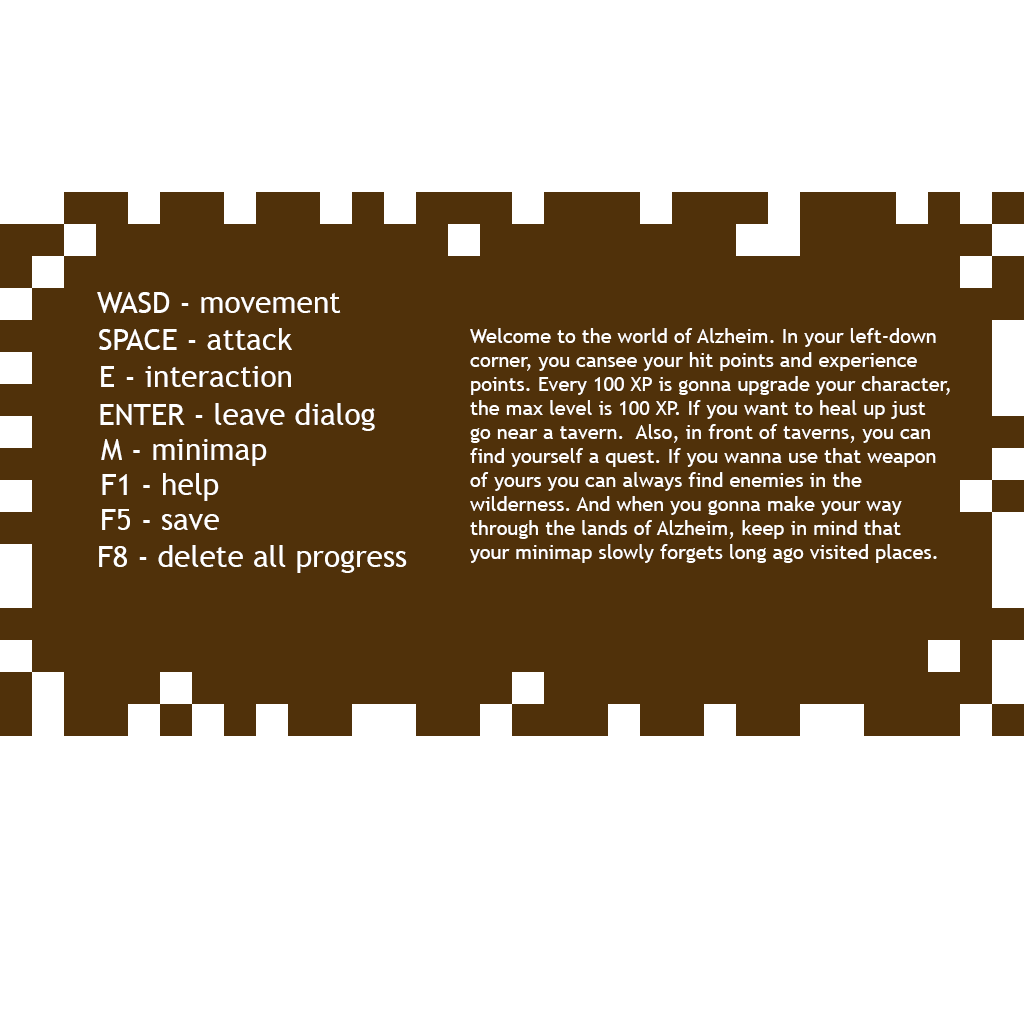 WASD - movement
SPACE - attack
E - interaction
ENTER - leave dialog
M - minimap
F1 - help
F5 - save
F8 - delete all progress
Welcome to the world of Alzheim. In your left-down
corner, you cansee your hit points and experience
points. Every 100 XP is gonna upgrade your character,
the max level is 100 XP. If you want to heal up just
go near a tavern.  Also, in front of taverns, you can
find yourself a quest. If you wanna use that weapon
of yours you can always find enemies in the
wilderness. And when you gonna make your way
through the lands of Alzheim, keep in mind that
your minimap slowly forgets long ago visited places.